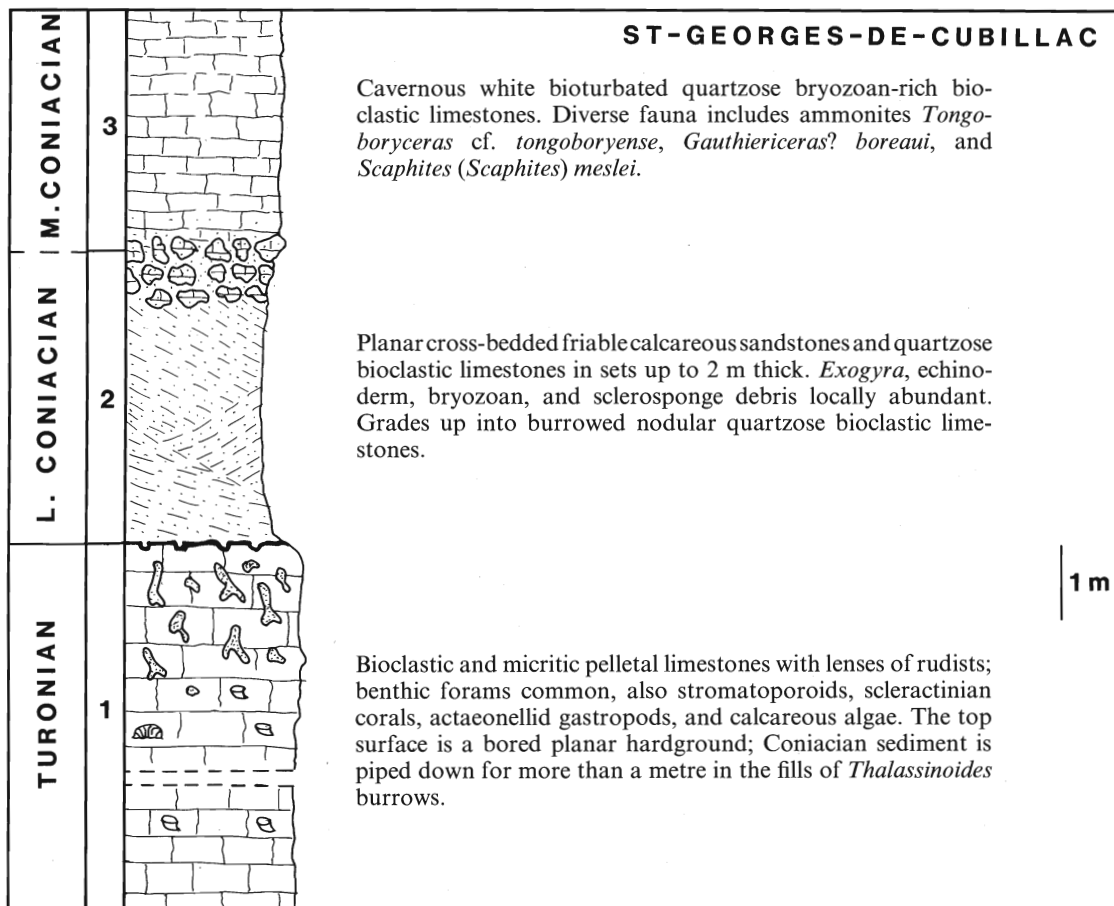 ST-GEORGES-DE-CUBILLAC
M. CONIACIAN
3
Cavernous white bioturbated quartzose bryozoan-rich bio-
clastic limestones. Diverse fauna includes ammonites Tongo-
boryceras cf. tongoboryense, Gauthiericeras? boreaui, and
Scaphites (Scaphites) meslei.
L. CONIACIAN
2
Planar cross-bedded friable calcareous sandstones and quartzose
bioclastic limestones in sets up to 2 m thick. Exogyra, echino-
derm, bryozoan, and sclerosponge debris locally abundant.
Grades up into burrowed nodular quartzose bioclastic lime-
stones.
1 m
TURONIAN
1
Bioclastic and micritic pelletal limestones with lenses of rudists;
benthic forams common, also stromatoporoids, scleractinian
corals, actaeonellid gastropods, and calcareous algae. The top
surface is a bored planar hardground; Coniacian sediment is
piped down for more than a metre in the fills of Thalassinoides
burrows.